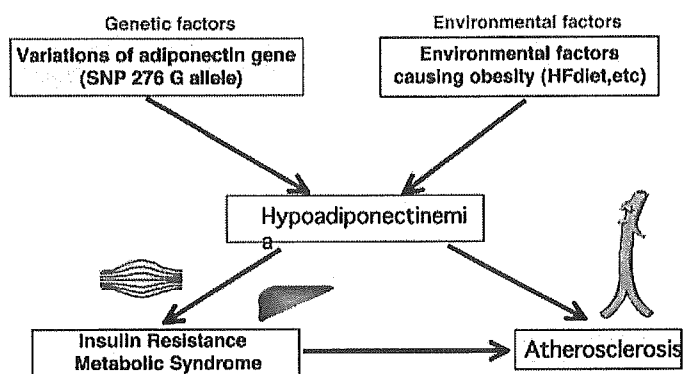 Genetic factors
Environmental factors
Variations of adiponectin gene
(SNP 276 G allele)
Environmental factors
causing obesity (HFdiet,etc)
Hypoadiponectinemi
a
Insulin Resistance
Metabolic Syndrome
Atherosclerosis